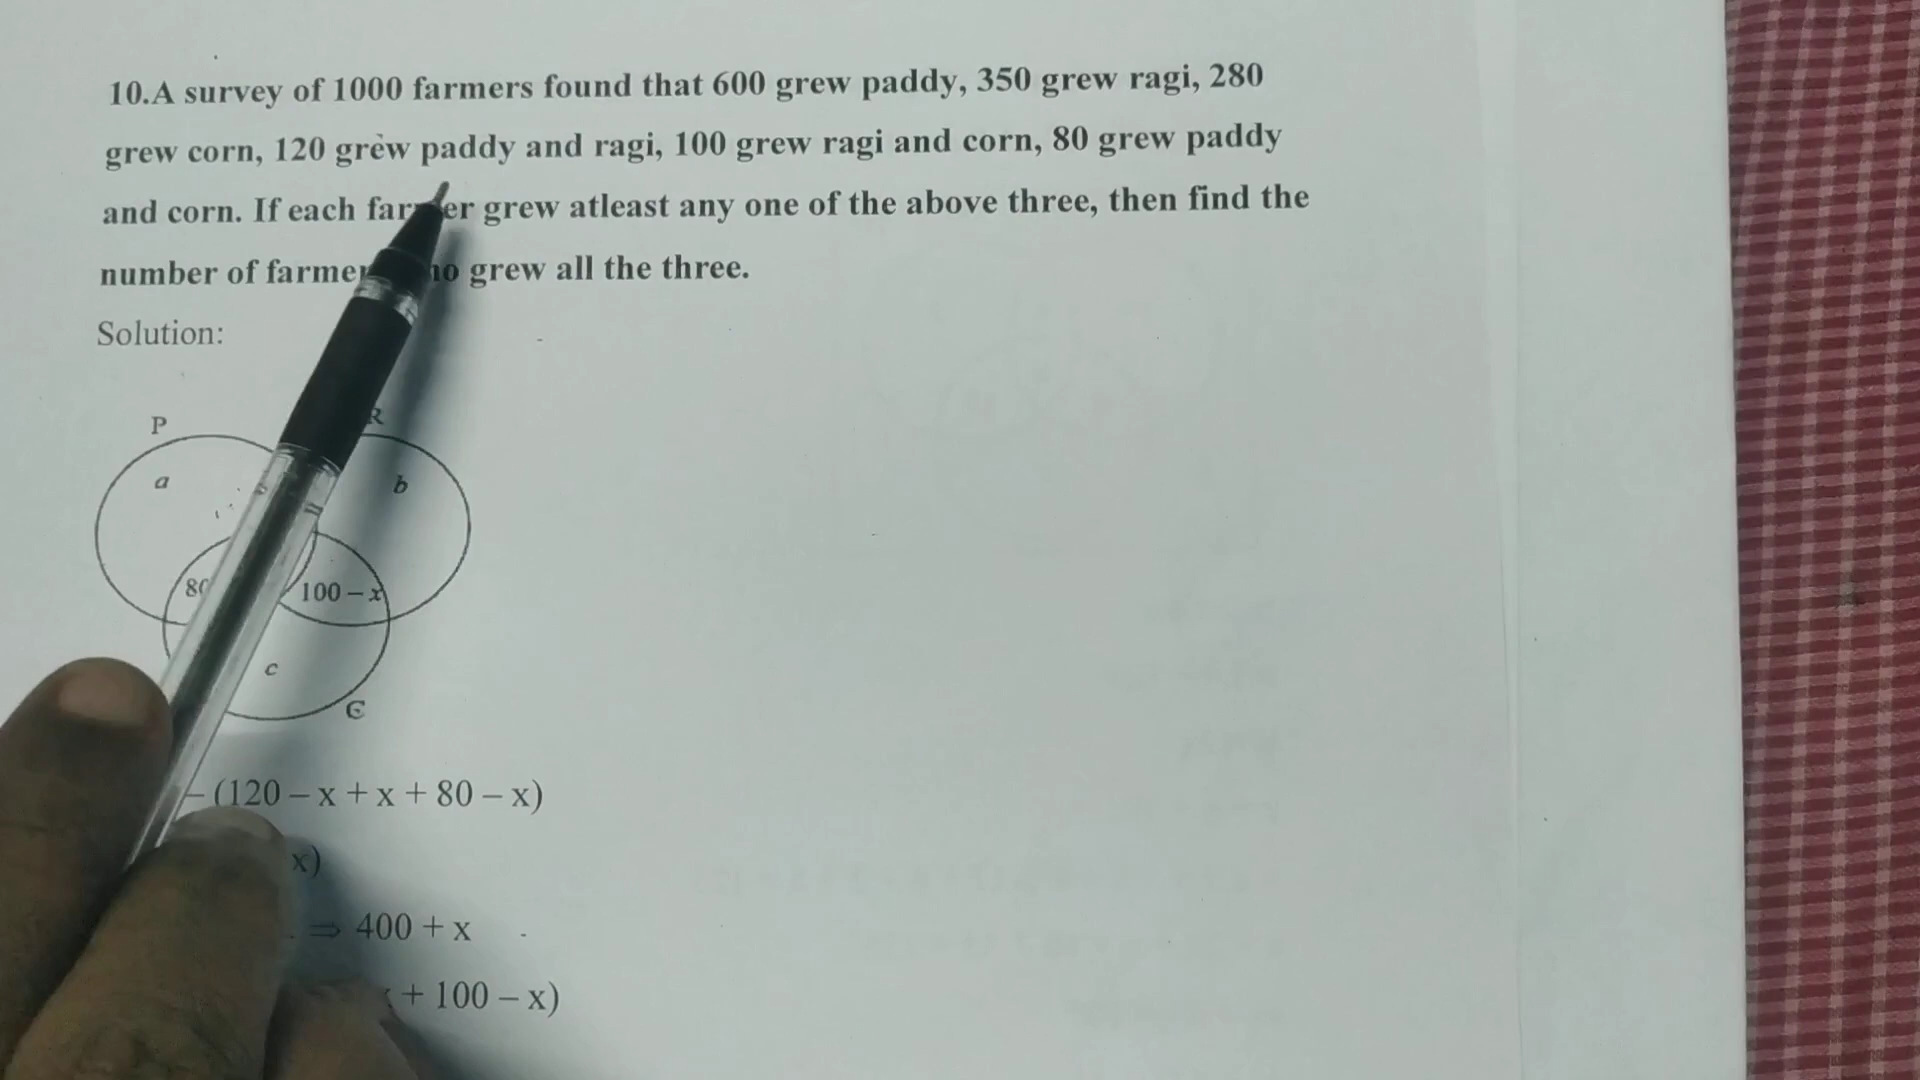 10.A survey of 1000 farmers found that 600 grew paddy, 350 grew ragi, 280
grew corn, 120 grew paddy and ragi, 100 grew ragi and corn, 80 grew paddy
and corn. If each farmer grew atleast any one of the above three, then find the
number of grew all the three.
Solution:
P
R
a
b
80
100 – x
c
C
– (120 – x + x + 80 – x)
x)
⇒ 400 + x
+ 100 – x)